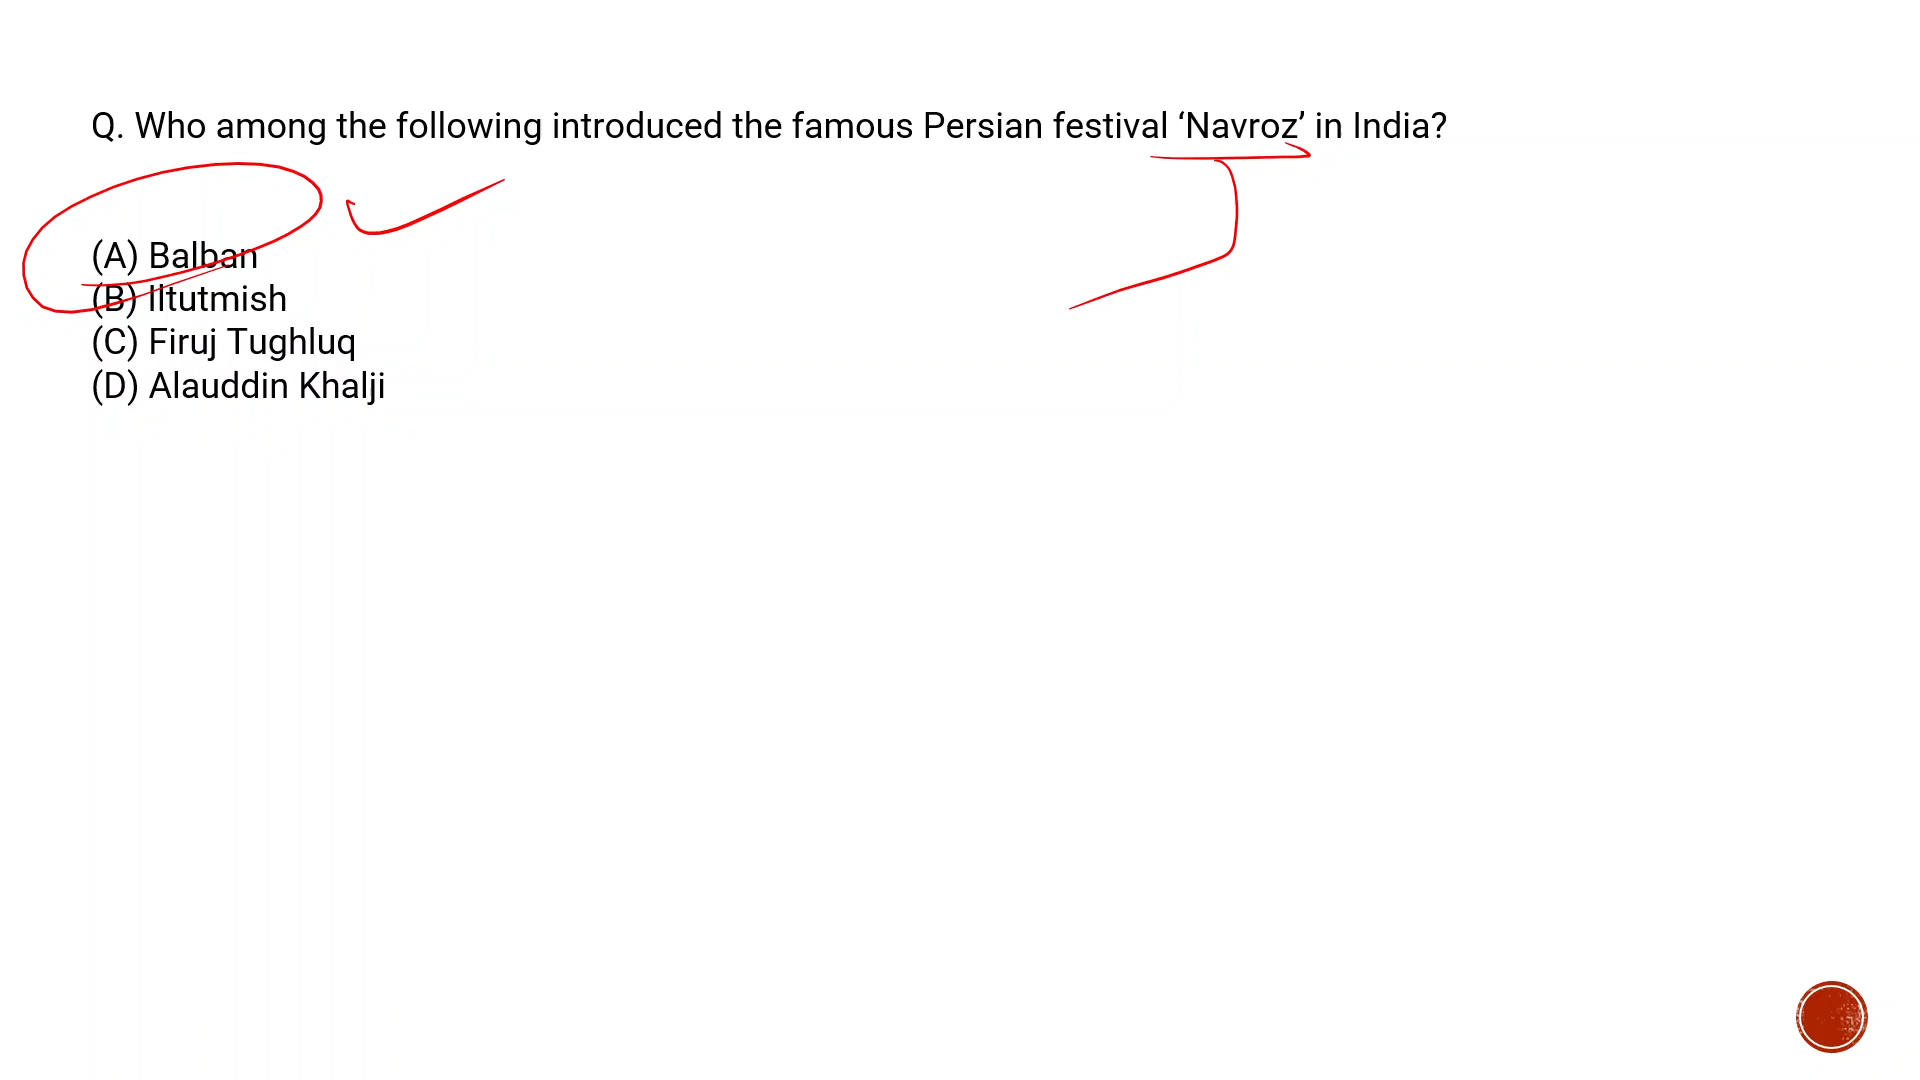 Q. Who among the following introduced the famous Persian festival ‘Navroz’ in India?
(A) Balban
(B) Iltutmish
(C) Firuj Tughluq
(D) Alauddin Khalji